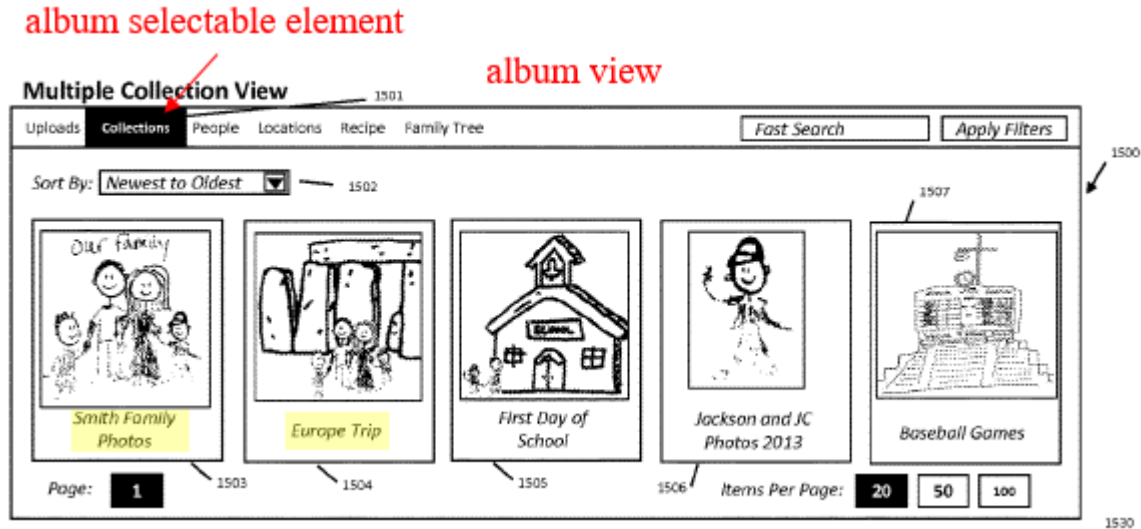 album selectable element
album view
Multiple Collection View
1501
Uploads Collections People Locations Recipe Family Tree Fast Search Apply Filters
1500
Sort By: Newest to Oldest
1502
1507
Our family
SCHOOL
Smith Family
Photos
Europe Trip
First Day of
School
Jackson and JC
Photos 2013
Baseball Games
1503
1504
1505
1506
Page: 1
Items Per Page: 20 50 100
1530